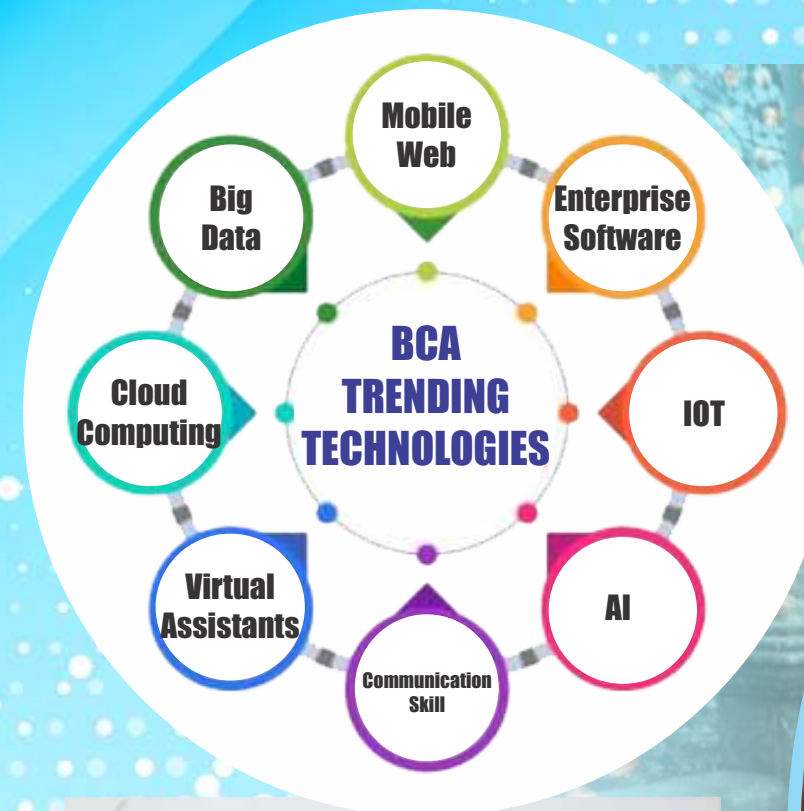 Mobile
Web
Enterprise
Software
IOT
AI
Communication
Skill
Virtual
Assistants
Cloud
Computing
Big
Data
BCA
TRENDING
TECHNOLOGIES